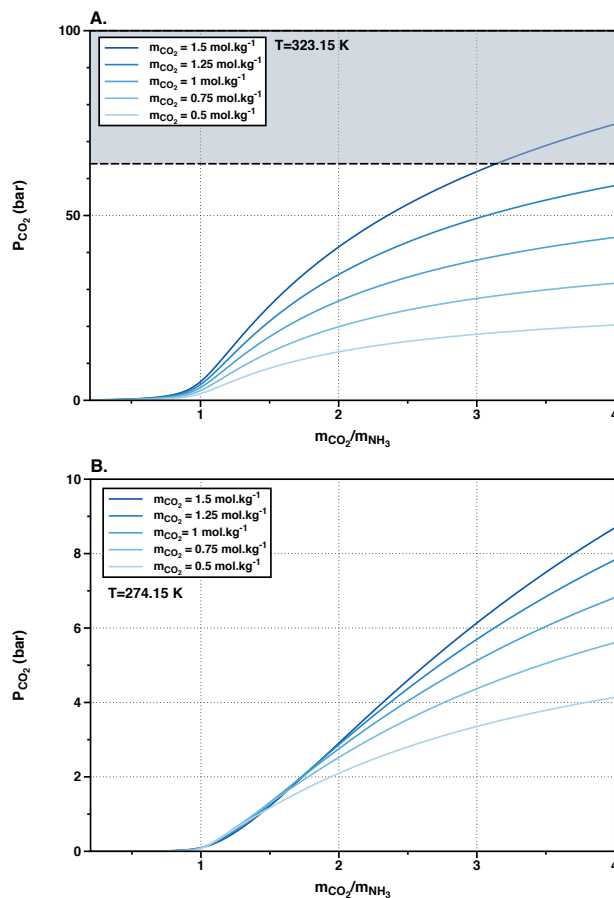 A.
100
m_CO2 = 1.5 mol.kg-1
T=323.15 K
m_CO2 = 1.25 mol.kg-1
m_CO2 = 1 mol.kg-1
m_CO2 = 0.75 mol.kg-1
m_CO2 = 0.5 mol.kg-1
P_CO2 (bar)
50
0
1
2
3
4
m_CO2/m_NH3
B.
10
m_CO2 = 1.5 mol.kg-1
m_CO2 = 1.25 mol.kg-1
m_CO2= 1 mol.kg-1
m_CO2 = 0.75 mol.kg-1
m_CO2 = 0.5 mol.kg-1
T=274.15 K
8
6
P_CO2 (bar)
4
2
0
1
2
3
4
m_CO2/m_NH3